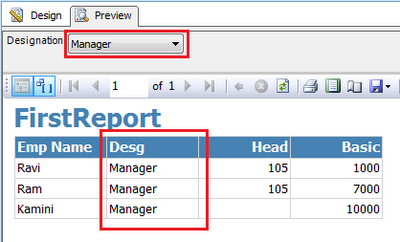 Design Preview
Designation Manager
1 of 1
FirstReport
Emp Name Desg Head Basic
Ravi Manager 105 1000
Ram Manager 105 7000
Kamini Manager 10000